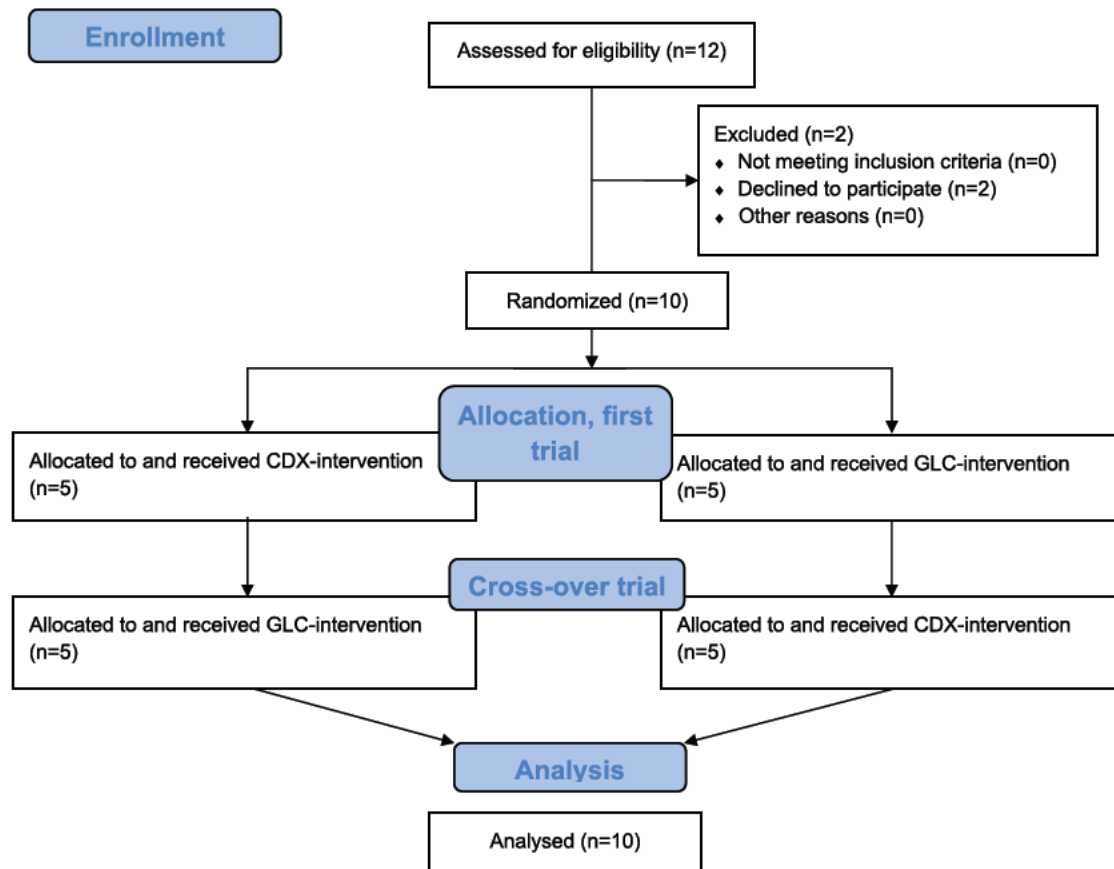 Enrollment
Assessed for eligibility (n=12)
Excluded (n=2)
♦ Not meeting inclusion criteria (n=0)
♦ Declined to participate (n=2)
♦ Other reasons (n=0)
Randomized (n=10)
Allocation, first
trial
Allocated to and received CDX-intervention
(n=5)
Allocated to and received GLC-intervention
(n=5)
Cross-over trial
Allocated to and received GLC-intervention
(n=5)
Allocated to and received CDX-intervention
(n=5)
Analysis
Analysed (n=10)